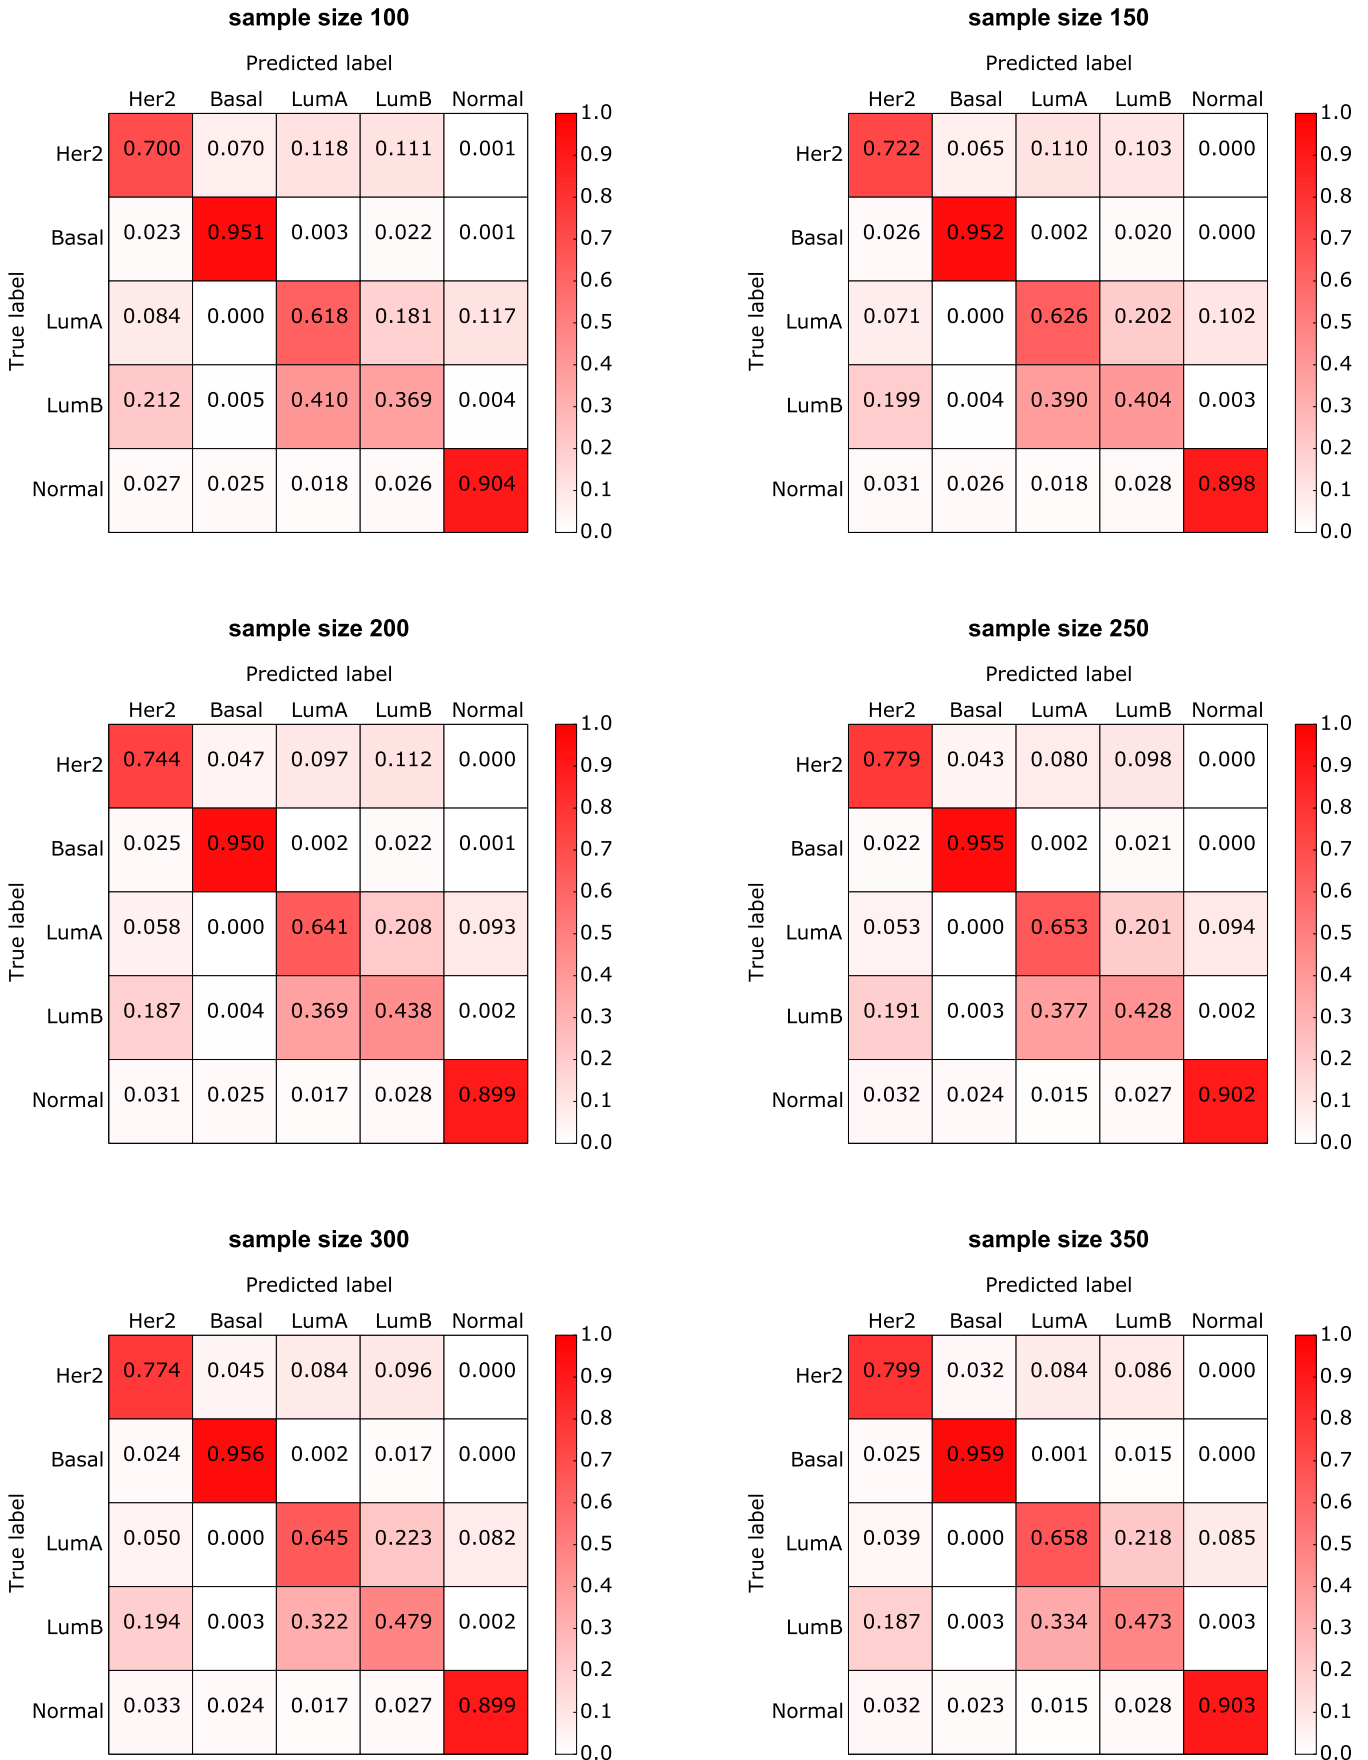 sample size 100
Predicted label
Her2 Basal LumA LumB Normal
True label
Her2 0.700 0.070 0.118 0.111 0.001
Basal 0.023 0.951 0.003 0.022 0.001
LumA 0.084 0.000 0.618 0.181 0.117
LumB 0.212 0.005 0.410 0.369 0.004
Normal 0.027 0.025 0.018 0.026 0.904
1.0
0.9
0.8
0.7
0.6
0.5
0.4
0.3
0.2
0.1
0.0
sample size 150
Predicted label
Her2 Basal LumA LumB Normal
True label
Her2 0.722 0.065 0.110 0.103 0.000
Basal 0.026 0.952 0.002 0.020 0.000
LumA 0.071 0.000 0.626 0.202 0.102
LumB 0.199 0.004 0.390 0.404 0.003
Normal 0.031 0.026 0.018 0.028 0.898
1.0
0.9
0.8
0.7
0.6
0.5
0.4
0.3
0.2
0.1
0.0
sample size 200
Predicted label
Her2 Basal LumA LumB Normal
True label
Her2 0.744 0.047 0.097 0.112 0.000
Basal 0.025 0.950 0.002 0.022 0.001
LumA 0.058 0.000 0.641 0.208 0.093
LumB 0.187 0.004 0.369 0.438 0.002
Normal 0.031 0.025 0.017 0.028 0.899
1.0
0.9
0.8
0.7
0.6
0.5
0.4
0.3
0.2
0.1
0.0
sample size 250
Predicted label
Her2 Basal LumA LumB Normal
True label
Her2 0.779 0.043 0.080 0.098 0.000
Basal 0.022 0.955 0.002 0.021 0.000
LumA 0.053 0.000 0.653 0.201 0.094
LumB 0.191 0.003 0.377 0.428 0.002
Normal 0.032 0.024 0.015 0.027 0.902
1.0
0.9
0.8
0.7
0.6
0.5
0.4
0.3
0.2
0.1
0.0
sample size 300
Predicted label
Her2 Basal LumA LumB Normal
True label
Her2 0.774 0.045 0.084 0.096 0.000
Basal 0.024 0.956 0.002 0.017 0.000
LumA 0.050 0.000 0.645 0.223 0.082
LumB 0.194 0.003 0.322 0.479 0.002
Normal 0.033 0.024 0.017 0.027 0.899
1.0
0.9
0.8
0.7
0.6
0.5
0.4
0.3
0.2
0.1
0.0
sample size 350
Predicted label
Her2 Basal LumA LumB Normal
True label
Her2 0.799 0.032 0.084 0.086 0.000
Basal 0.025 0.959 0.001 0.015 0.000
LumA 0.039 0.000 0.658 0.218 0.085
LumB 0.187 0.003 0.334 0.473 0.003
Normal 0.032 0.023 0.015 0.028 0.903
1.0
0.9
0.8
0.7
0.6
0.5
0.4
0.3
0.2
0.1
0.0